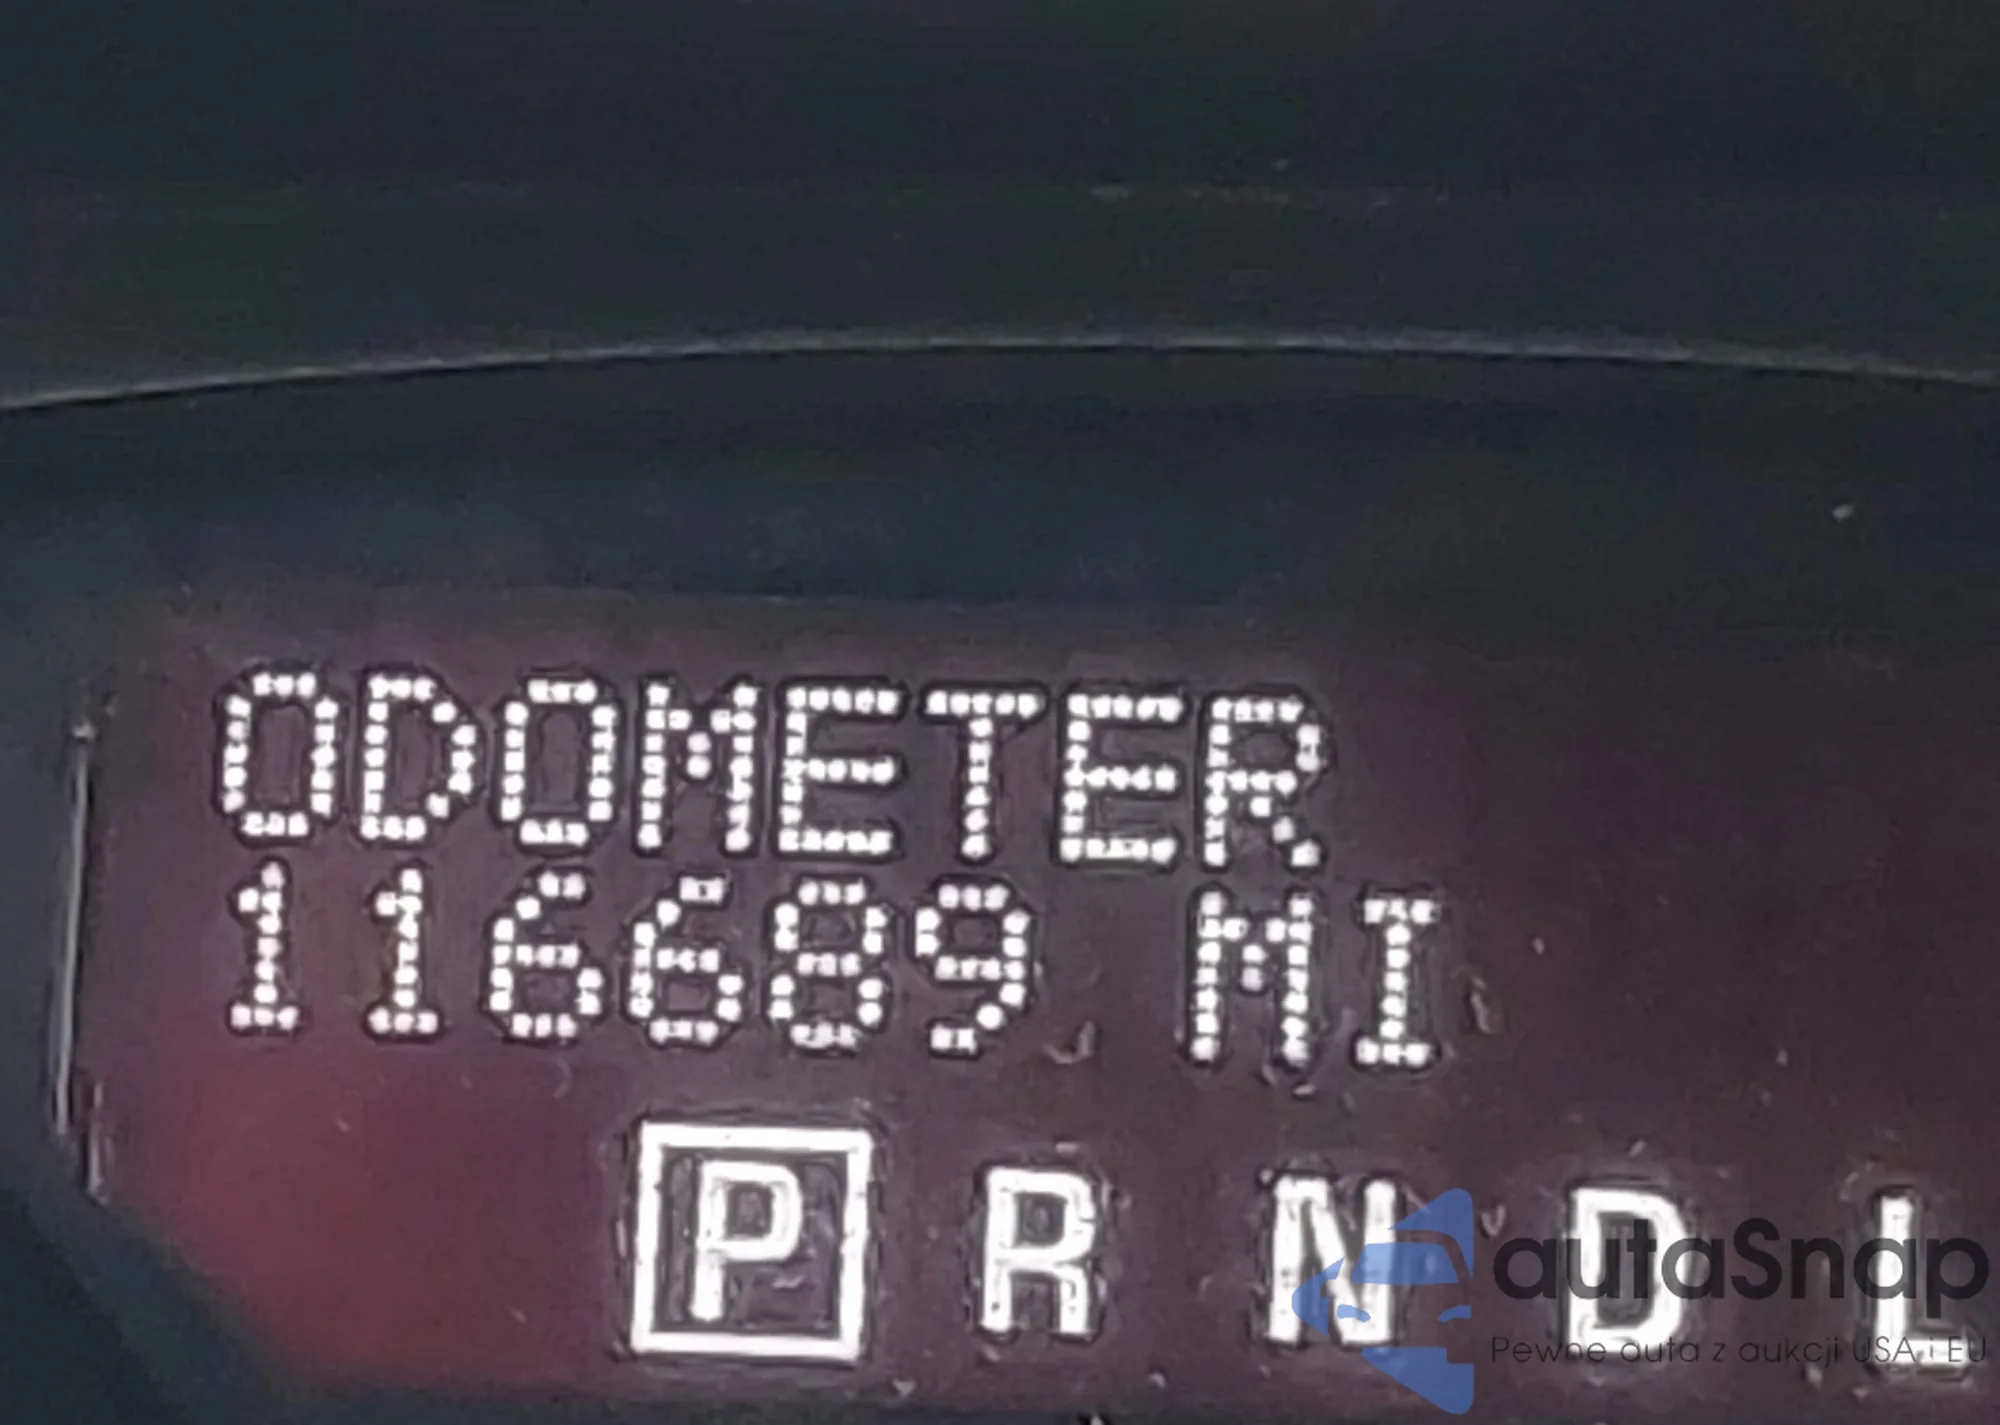 ODOMETER
116689 MI
P R N D L
autaSnap
Pewne auta z aukcji USA i EU